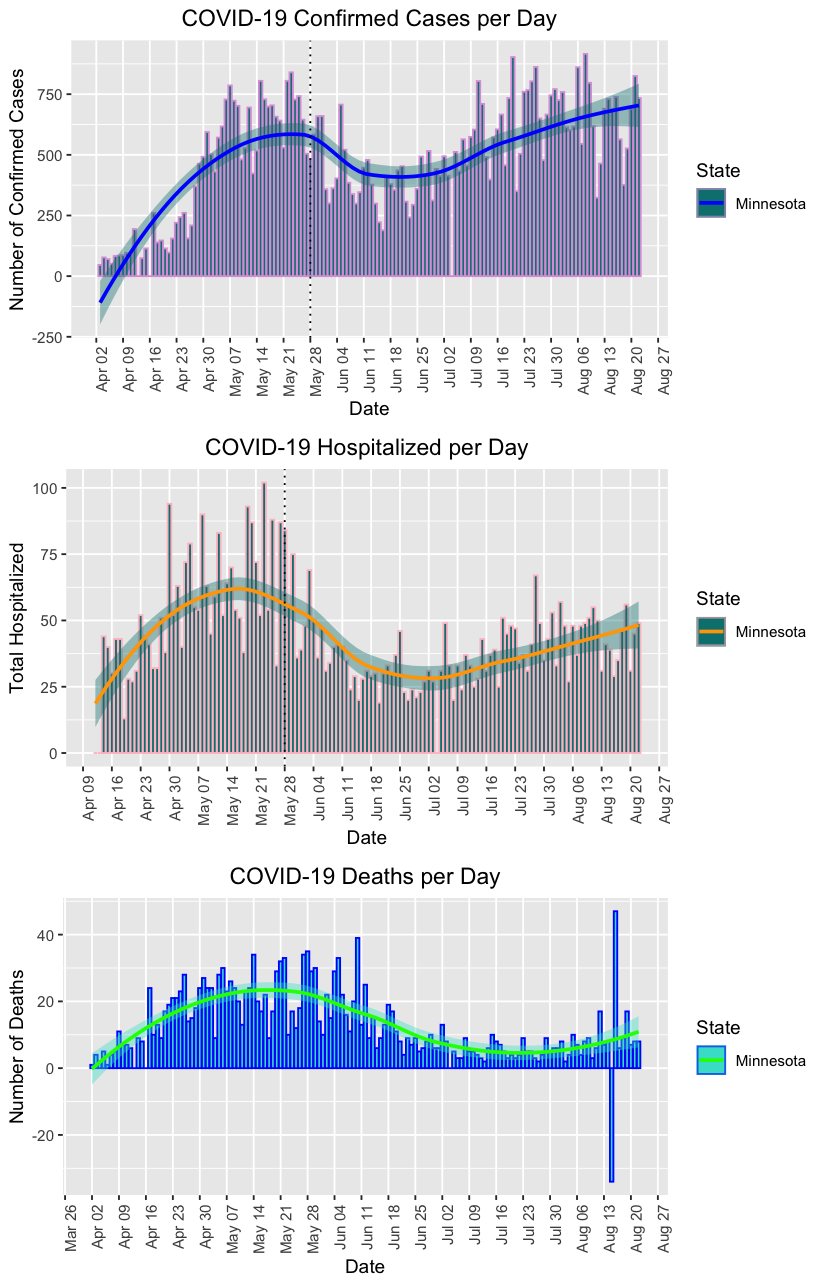 COVID-19 Confirmed Cases per Day
Number of Confirmed Cases
750
500
250
0
-250
Apr 02
Apr 09
Apr 16
Apr 23
Apr 30
May 07
May 14
May 21
May 28
Jun 04
Jun 11
Jun 18
Jun 25
Jul 02
Jul 09
Jul 16
Jul 23
Jul 30
Aug 06
Aug 13
Aug 20
Aug 27
Date
State
Minnesota
COVID-19 Hospitalized per Day
Total Hospitalized
100
75
50
25
0
Apr 09
Apr 16
Apr 23
Apr 30
May 07
May 14
May 21
May 28
Jun 04
Jun 11
Jun 18
Jun 25
Jul 02
Jul 09
Jul 16
Jul 23
Jul 30
Aug 06
Aug 13
Aug 20
Aug 27
Date
State
Minnesota
COVID-19 Deaths per Day
Number of Deaths
40
20
0
-20
Mar 26
Apr 02
Apr 09
Apr 16
Apr 23
Apr 30
May 07
May 14
May 21
May 28
Jun 04
Jun 11
Jun 18
Jun 25
Jul 02
Jul 09
Jul 16
Jul 23
Jul 30
Aug 06
Aug 13
Aug 20
Aug 27
Date
State
Minnesota